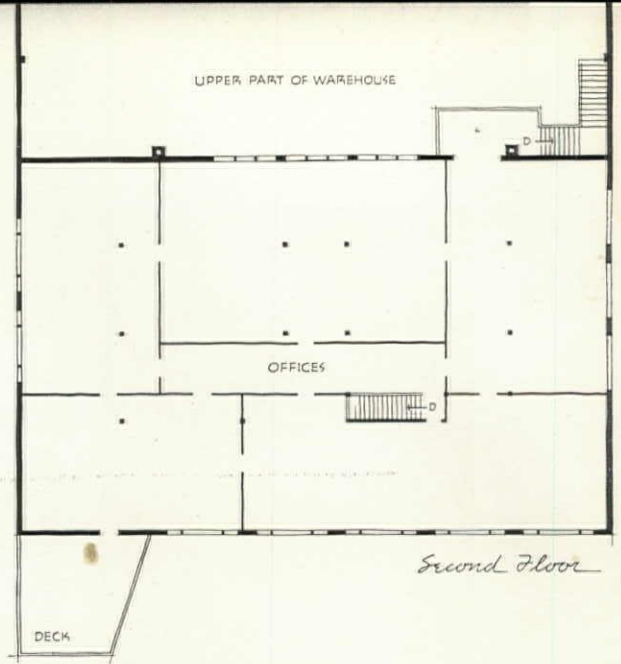 UPPER PART OF WAREHOUSE
D
OFFICES
D
Second Floor
DECK